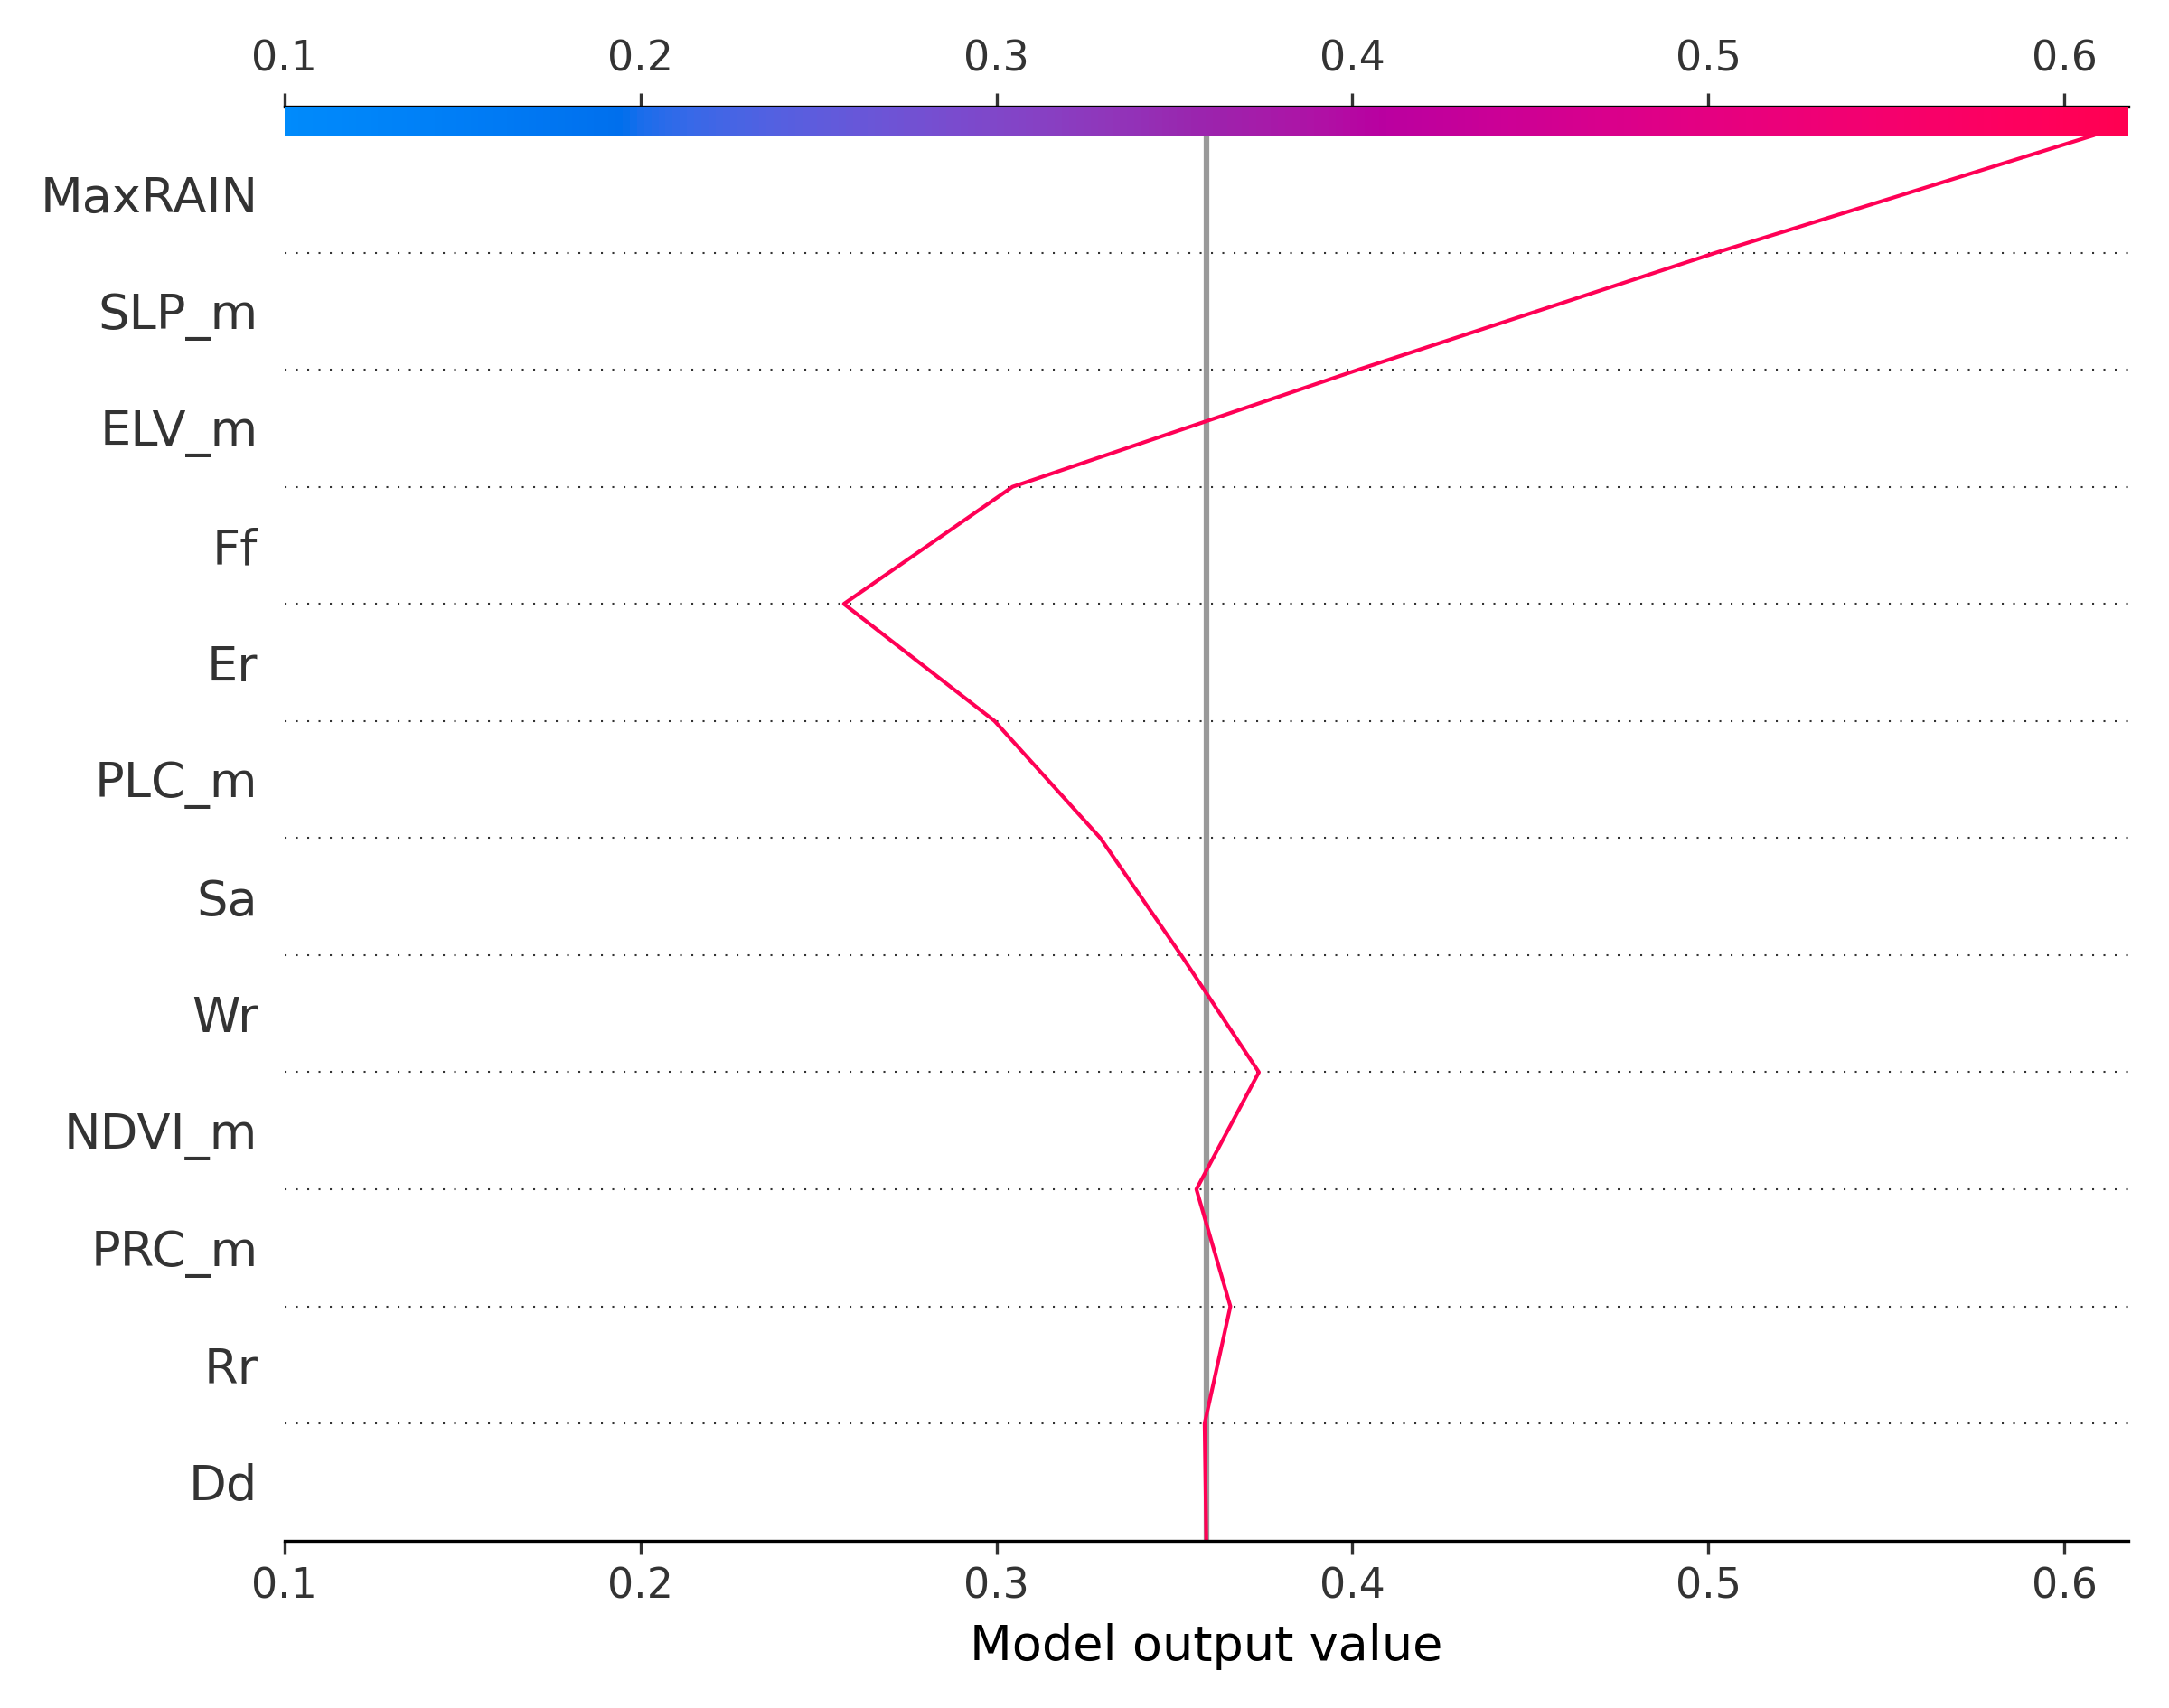 0.1 0.2 0.3 0.4 0.5 0.6
MaxRAIN
SLP_m
ELV_m
Ff
Er
PLC_m
Sa
Wr
NDVI_m
PRC_m
Rr
Dd
0.1 0.2 0.3 0.4 0.5 0.6
Model output value